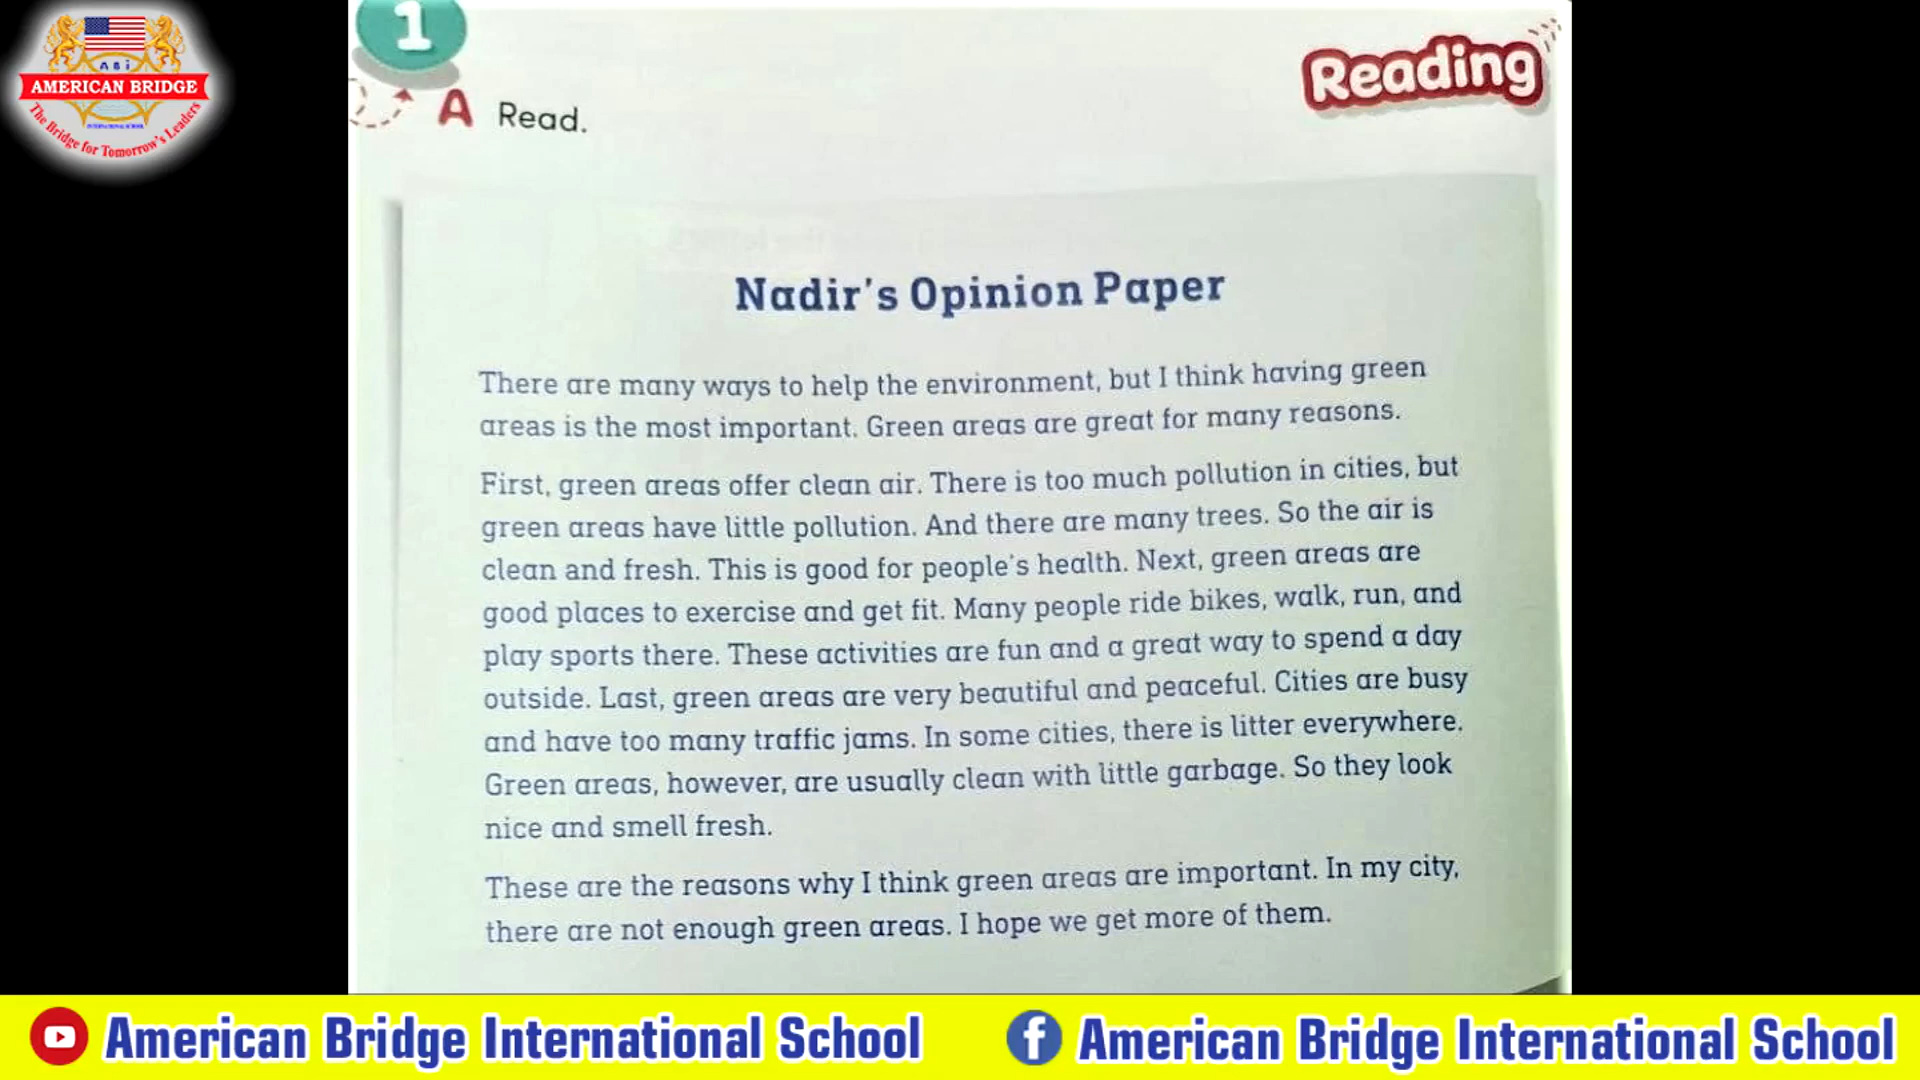 A B i
AMERICAN BRIDGE
INTERNATIONAL SCHOOL
The Bridge for Tomorrow's Leaders
1
Reading
A Read.
Nadir's Opinion Paper
There are many ways to help the environment, but I think having green
areas is the most important. Green areas are great for many reasons.
First, green areas offer clean air. There is too much pollution in cities, but
green areas have little pollution. And there are many trees. So the air is
clean and fresh. This is good for people's health. Next, green areas are
good places to exercise and get fit. Many people ride bikes, walk, run, and
play sports there. These activities are fun and a great way to spend a day
outside. Last, green areas are very beautiful and peaceful. Cities are busy
and have too many traffic jams. In some cities, there is litter everywhere.
Green areas, however, are usually clean with little garbage. So they look
nice and smell fresh.
These are the reasons why I think green areas are important. In my city,
there are not enough green areas. I hope we get more of them.
American Bridge International School
f American Bridge International School